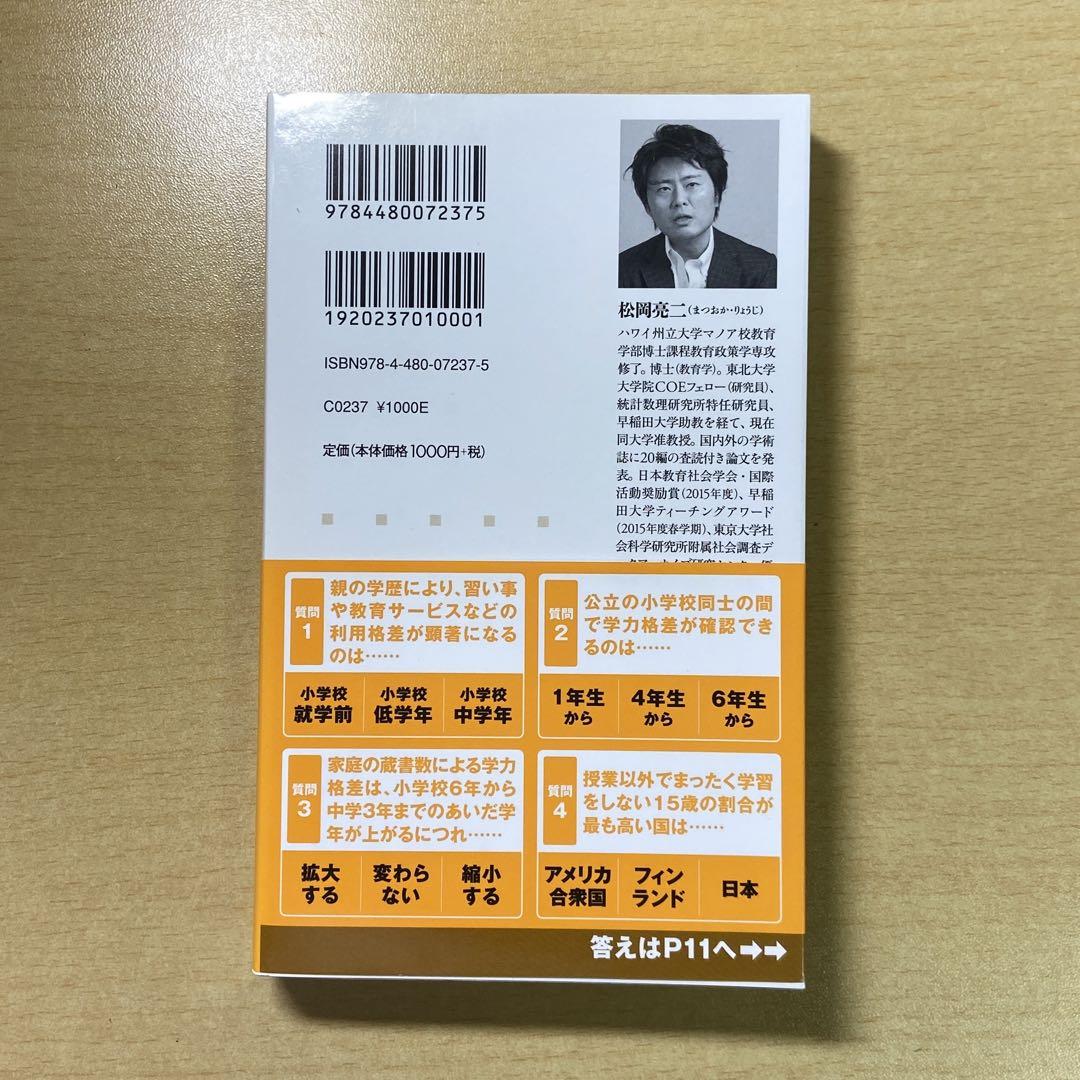 9784480072375
1920237010001
ISBN978-4-480-07237-5
C0237 ¥1000E
定価(本体価格1000円+税)
松岡亮二(まつおか・りょうじ)
ハワイ州立大学マノア校教育
学部博士課程教育政策学専攻
修了。博士(教育学)。東北大学
大学院COEフェロー(研究員)、
統計数理研究所特任研究員、
早稲田大学助教を経て、現在
同大学准教授。国内外の学術
誌に20編の査読付き論文を発
表。日本教育社会学会・国際
活動奨励賞(2015年度)、早稲
田大学ティーチングアワード
(2015年度春学期)、東京大学社
会科学研究所附属社会調査デ
質問
1
親の学歴により、習い事
や教育サービスなどの
利用格差が顕著になる
のは……
小学校
就学前
小学校
低学年
小学校
中学年
質問
2
公立の小学校同士の間
で学力格差が確認でき
るのは……
1年生
から
4年生
から
6年生
から
質問
3
家庭の蔵書数による学力
格差は、小学校6年から
中学3年までのあいだ学
年が上がるにつれ……
拡大
する
変わら
ない
縮小
する
質問
4
授業以外でまったく学習
をしない15歳の割合が
最も高い国は……
アメリカ
合衆国
フィン
ランド
日本
答えはP11へ➡➡